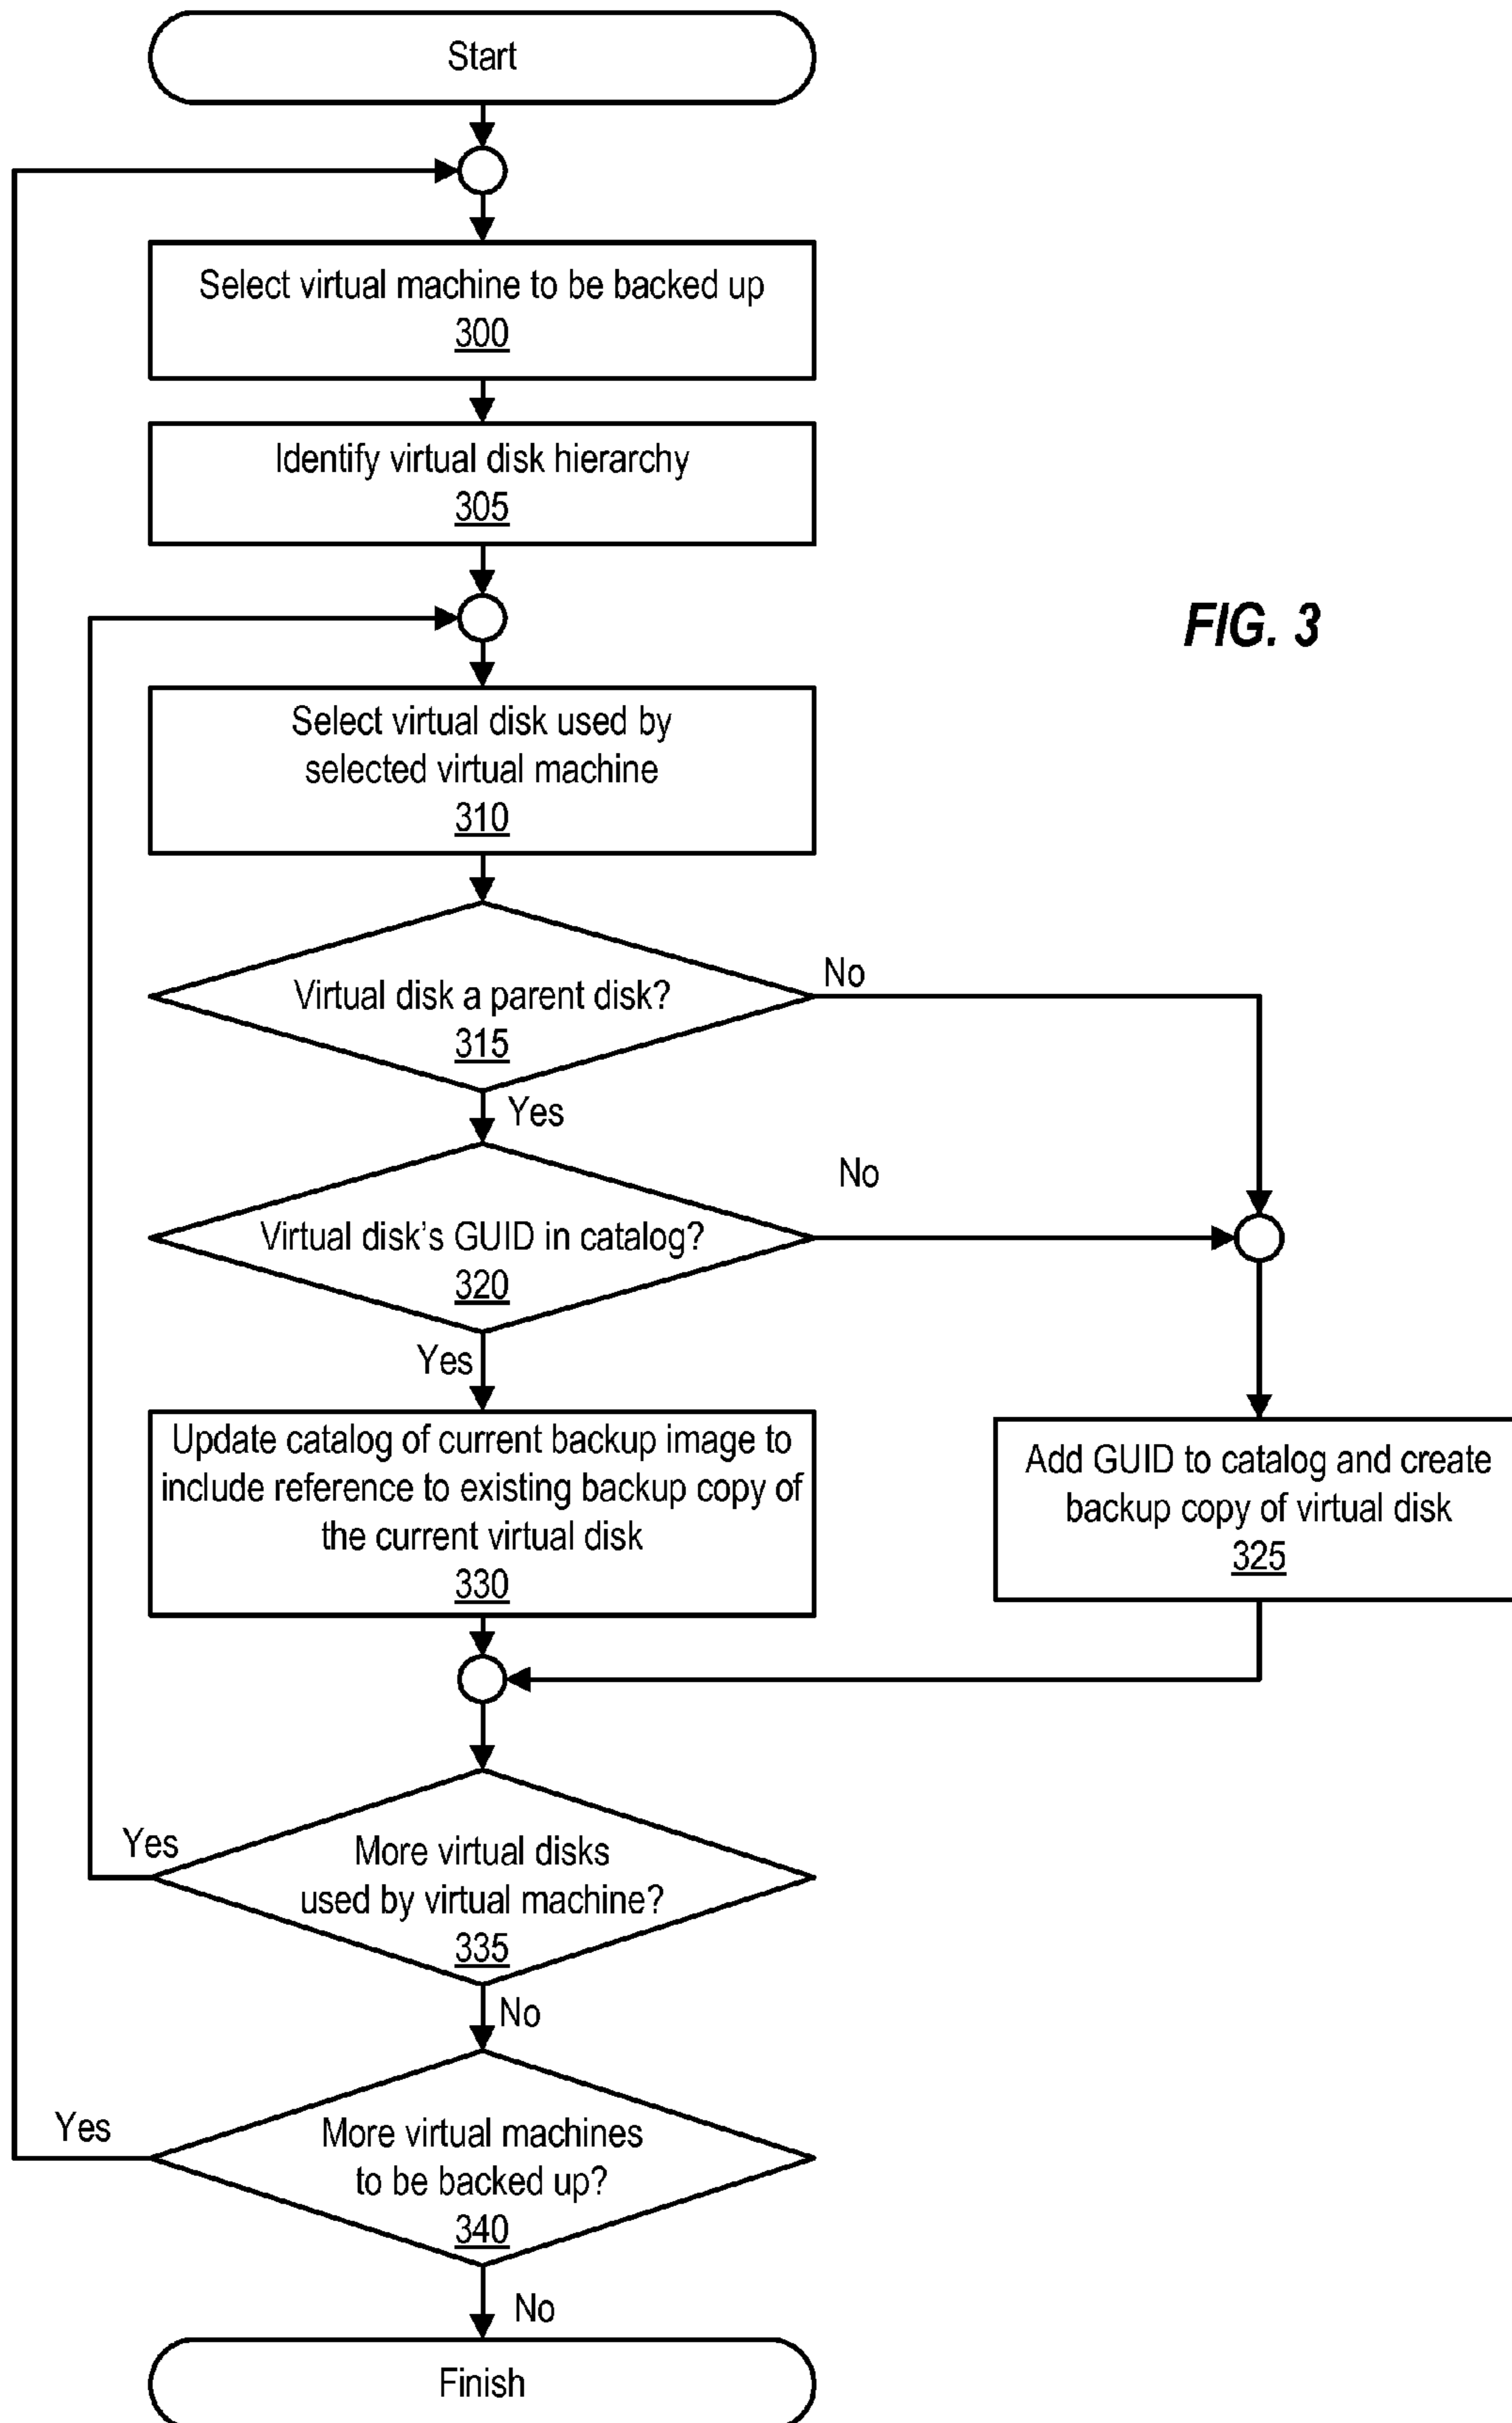 Start
Select virtual machine to be backed up
300
Identify virtual disk hierarchy
305
FIG. 3
Select virtual disk used by
selected virtual machine
310
Virtual disk a parent disk?
315
No
Yes
Virtual disk's GUID in catalog?
320
No
Yes
Update catalog of current backup image to
include reference to existing backup copy of
the current virtual disk
330
Add GUID to catalog and create
backup copy of virtual disk
325
More virtual disks
used by virtual machine?
335
Yes
No
More virtual machines
to be backed up?
340
Yes
No
Finish